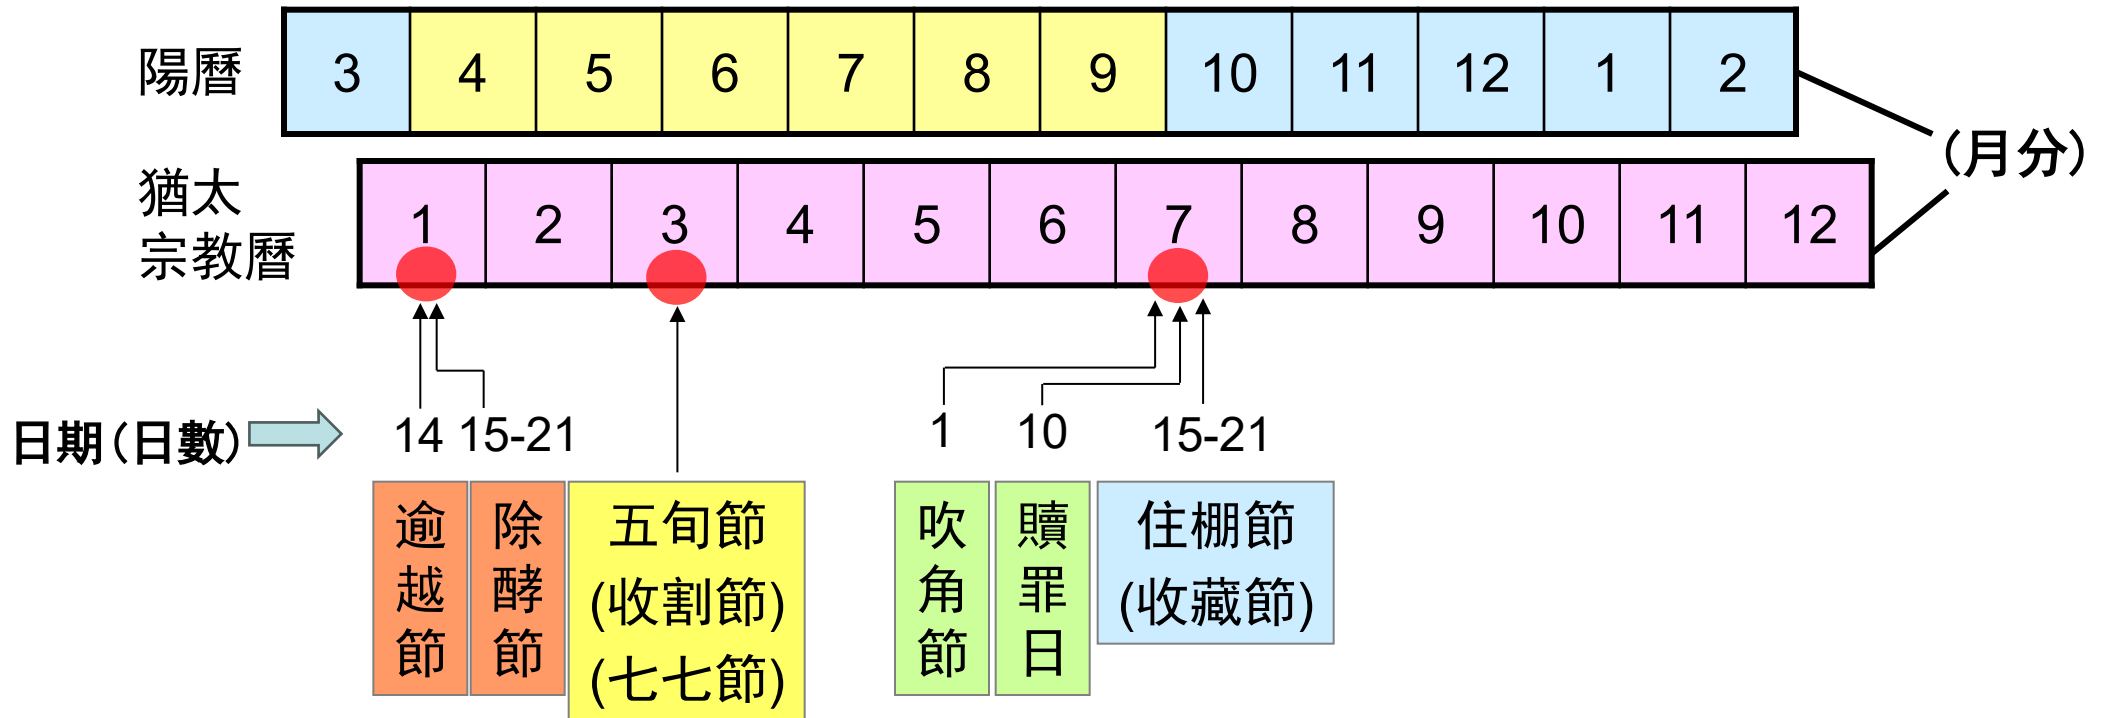 陽曆 3 4 5 6 7 8 9 10 11 12 1 2
(月分)
猶太
宗教曆
1 2 3 4 5 6 7 8 9 10 11 12
日期(日數) 14 15-21 1 10 15-21
逾越節
除酵節
五旬節
(收割節)
(七七節)
吹角節
贖罪日
住棚節
(收藏節)